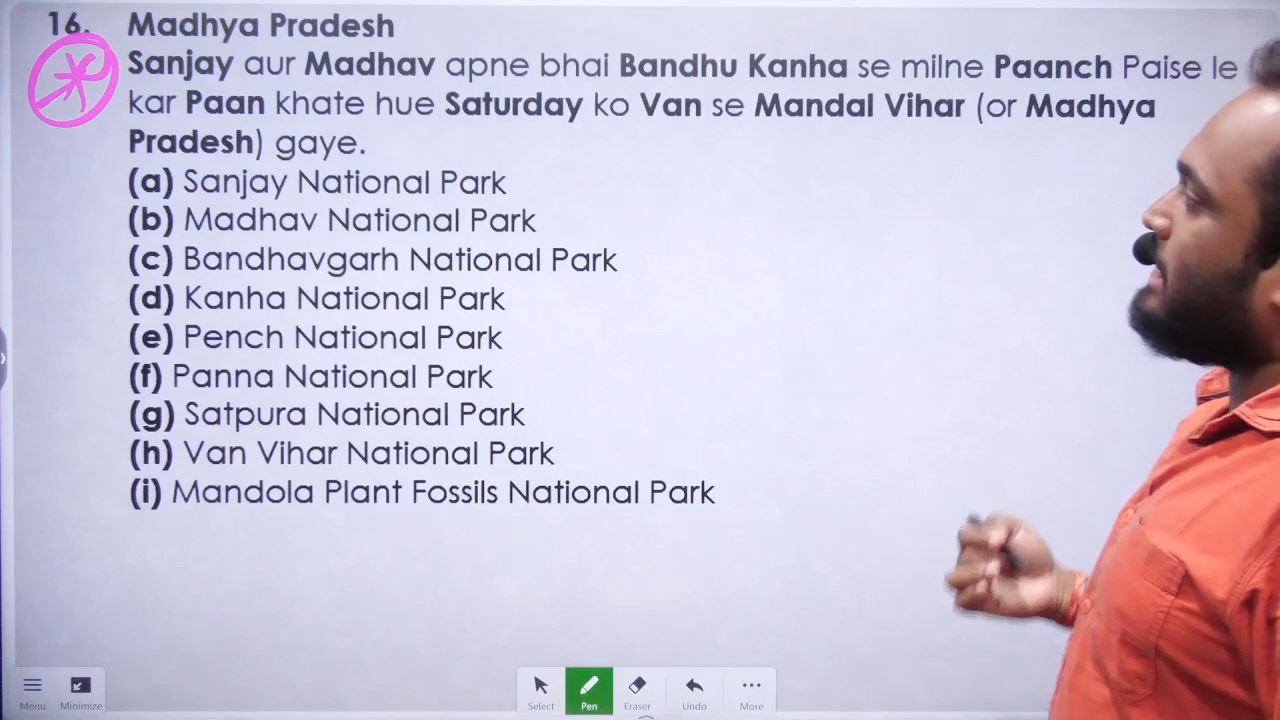 16. Madhya Pradesh
Sanjay aur Madhav apne bhai Bandhu Kanha se milne Paanch Paise le
kar Paan khate hue Saturday ko Van se Mandal Vihar (or Madhya
Pradesh) gaye.
(a) Sanjay National Park
(b) Madhav National Park
(c) Bandhavgarh National Park
(d) Kanha National Park
(e) Pench National Park
(f) Panna National Park
(g) Satpura National Park
(h) Van Vihar National Park
(i) Mandola Plant Fossils National Park
Menu Minimize Select Pen Eraser Undo More